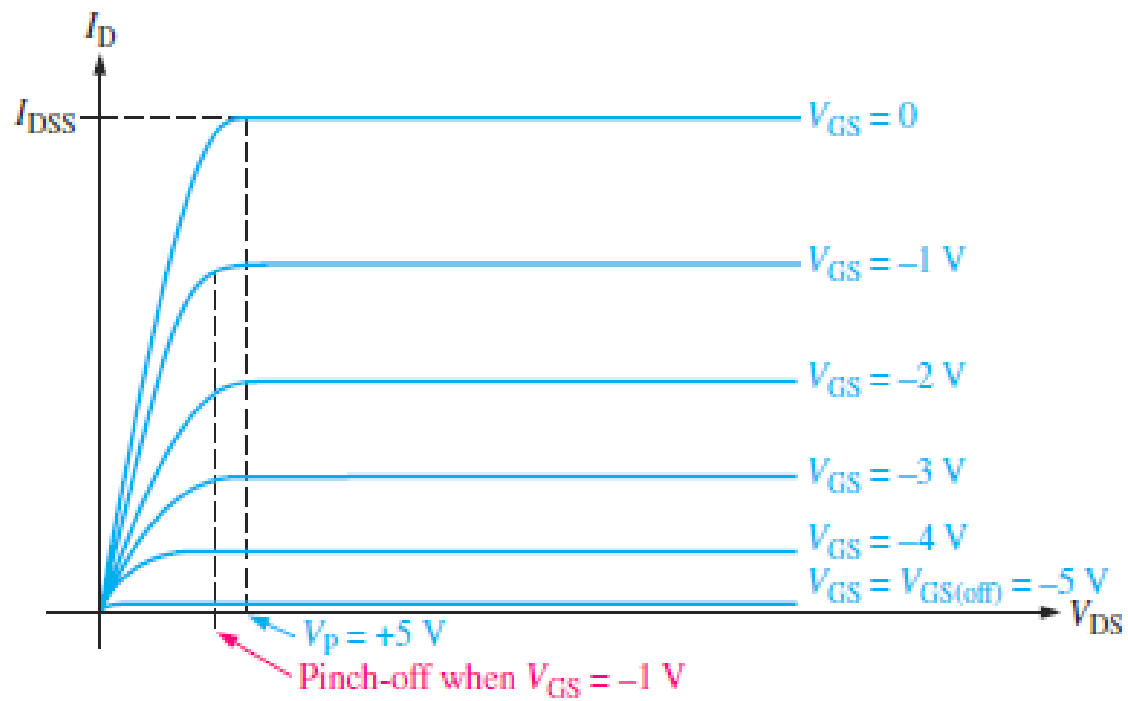 I_D
I_DSS
V_GS = 0
V_GS = –1 V
V_GS = –2 V
V_GS = –3 V
V_GS = –4 V
V_GS = V_GS(off) = –5 V
V_DS
V_P = +5 V
Pinch-off when V_GS = –1 V